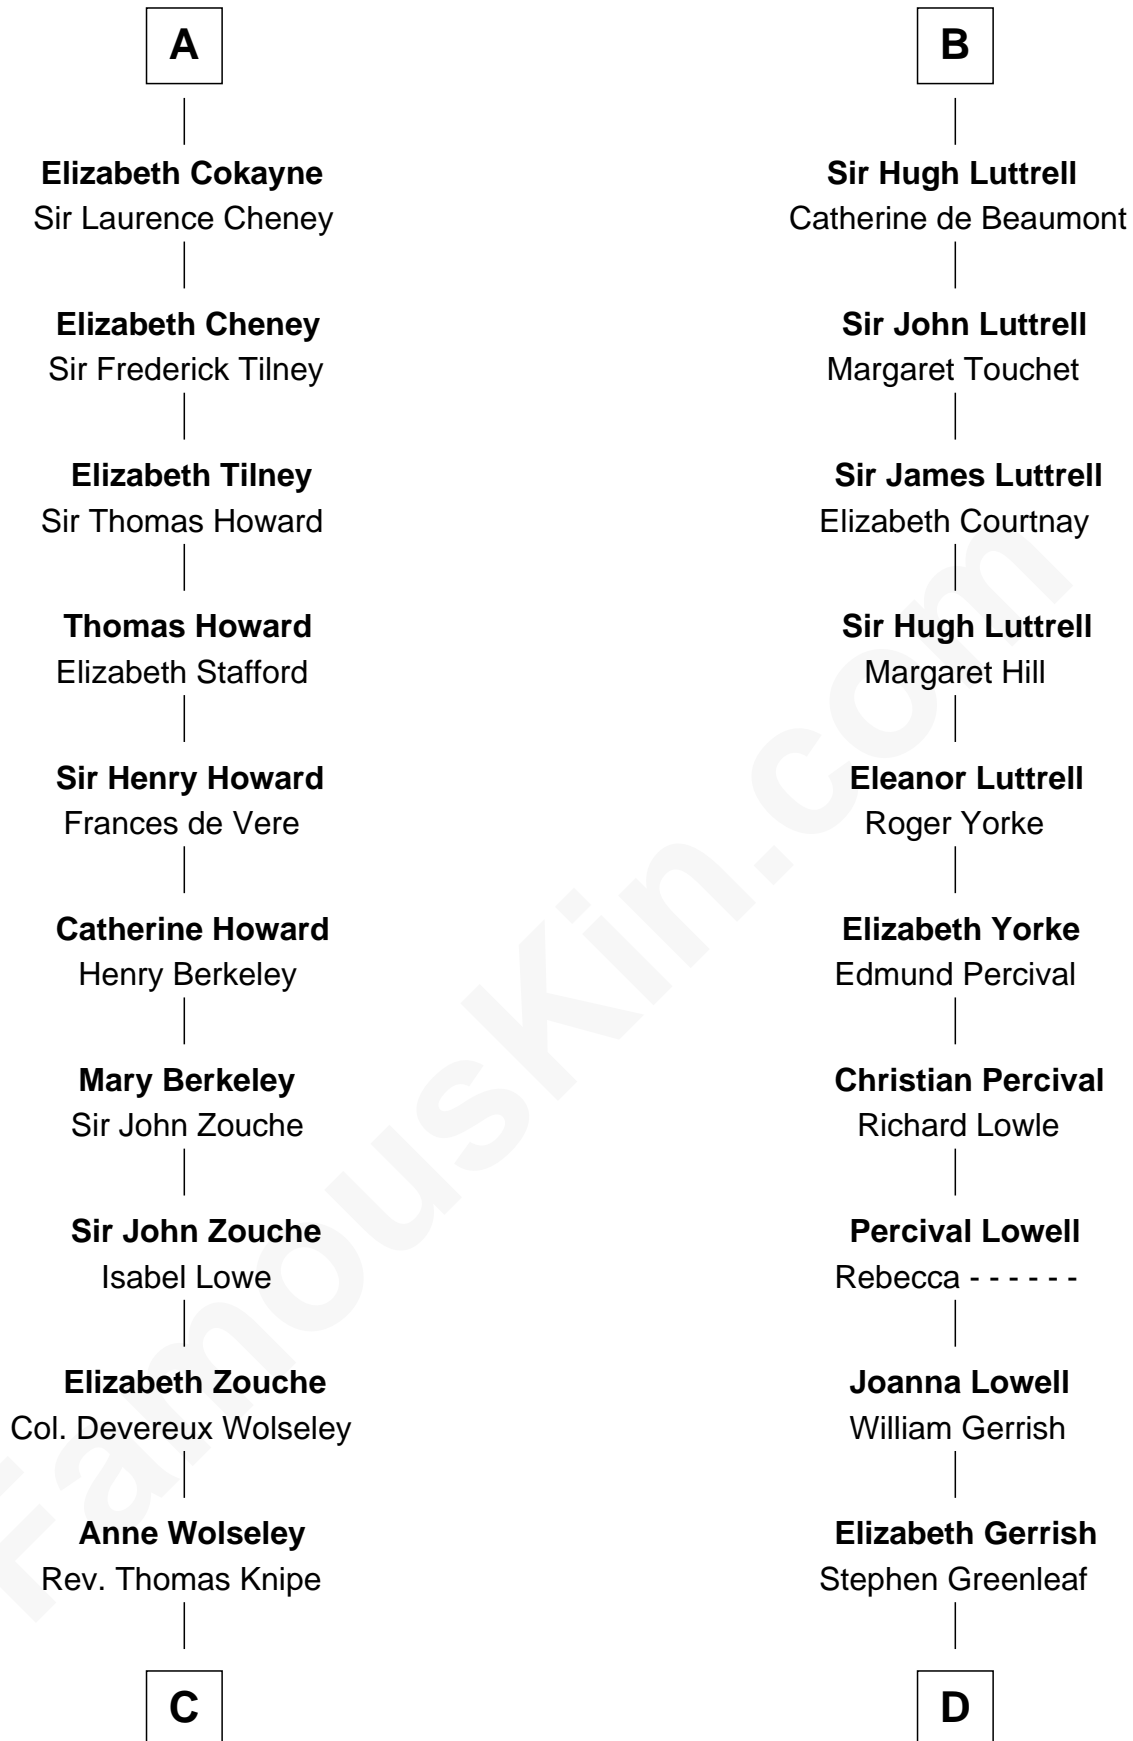 A
Elizabeth Cokayne
Sir Laurence Cheney
Elizabeth Cheney
Sir Frederick Tilney
Elizabeth Tilney
Sir Thomas Howard
Thomas Howard
Elizabeth Stafford
Sir Henry Howard
Frances de Vere
Catherine Howard
Henry Berkeley
Mary Berkeley
Sir John Zouche
Sir John Zouche
Isabel Lowe
Elizabeth Zouche
Col. Devereux Wolseley
Anne Wolseley
Rev. Thomas Knipe
C
B
Sir Hugh Luttrell
Catherine de Beaumont
Sir John Luttrell
Margaret Touchet
Sir James Luttrell
Elizabeth Courtnay
Sir Hugh Luttrell
Margaret Hill
Eleanor Luttrell
Roger Yorke
Elizabeth Yorke
Edmund Percival
Christian Percival
Richard Lowle
Percival Lowell
Rebecca - - - - - -
Joanna Lowell
William Gerrish
Elizabeth Gerrish
Stephen Greenleaf
D
FamousKin.com